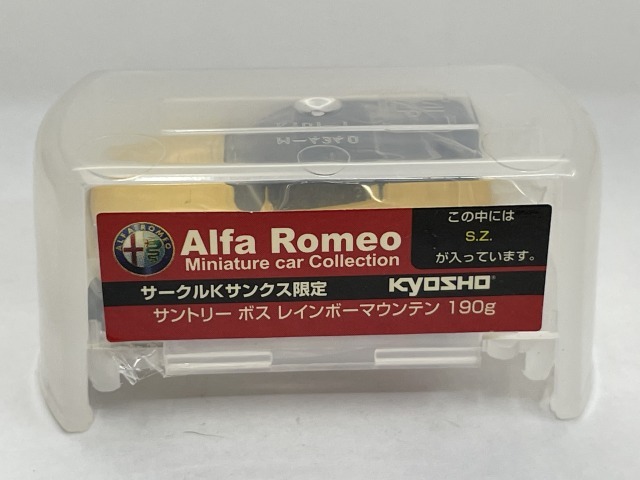 ALFA ROMEO
Alfa Romeo
Miniature car Collection
この中には
S.Z.
が入っています。
サークルKサンクス限定
KYOSHO®
サントリー ボス レインボーマウンテン 190g